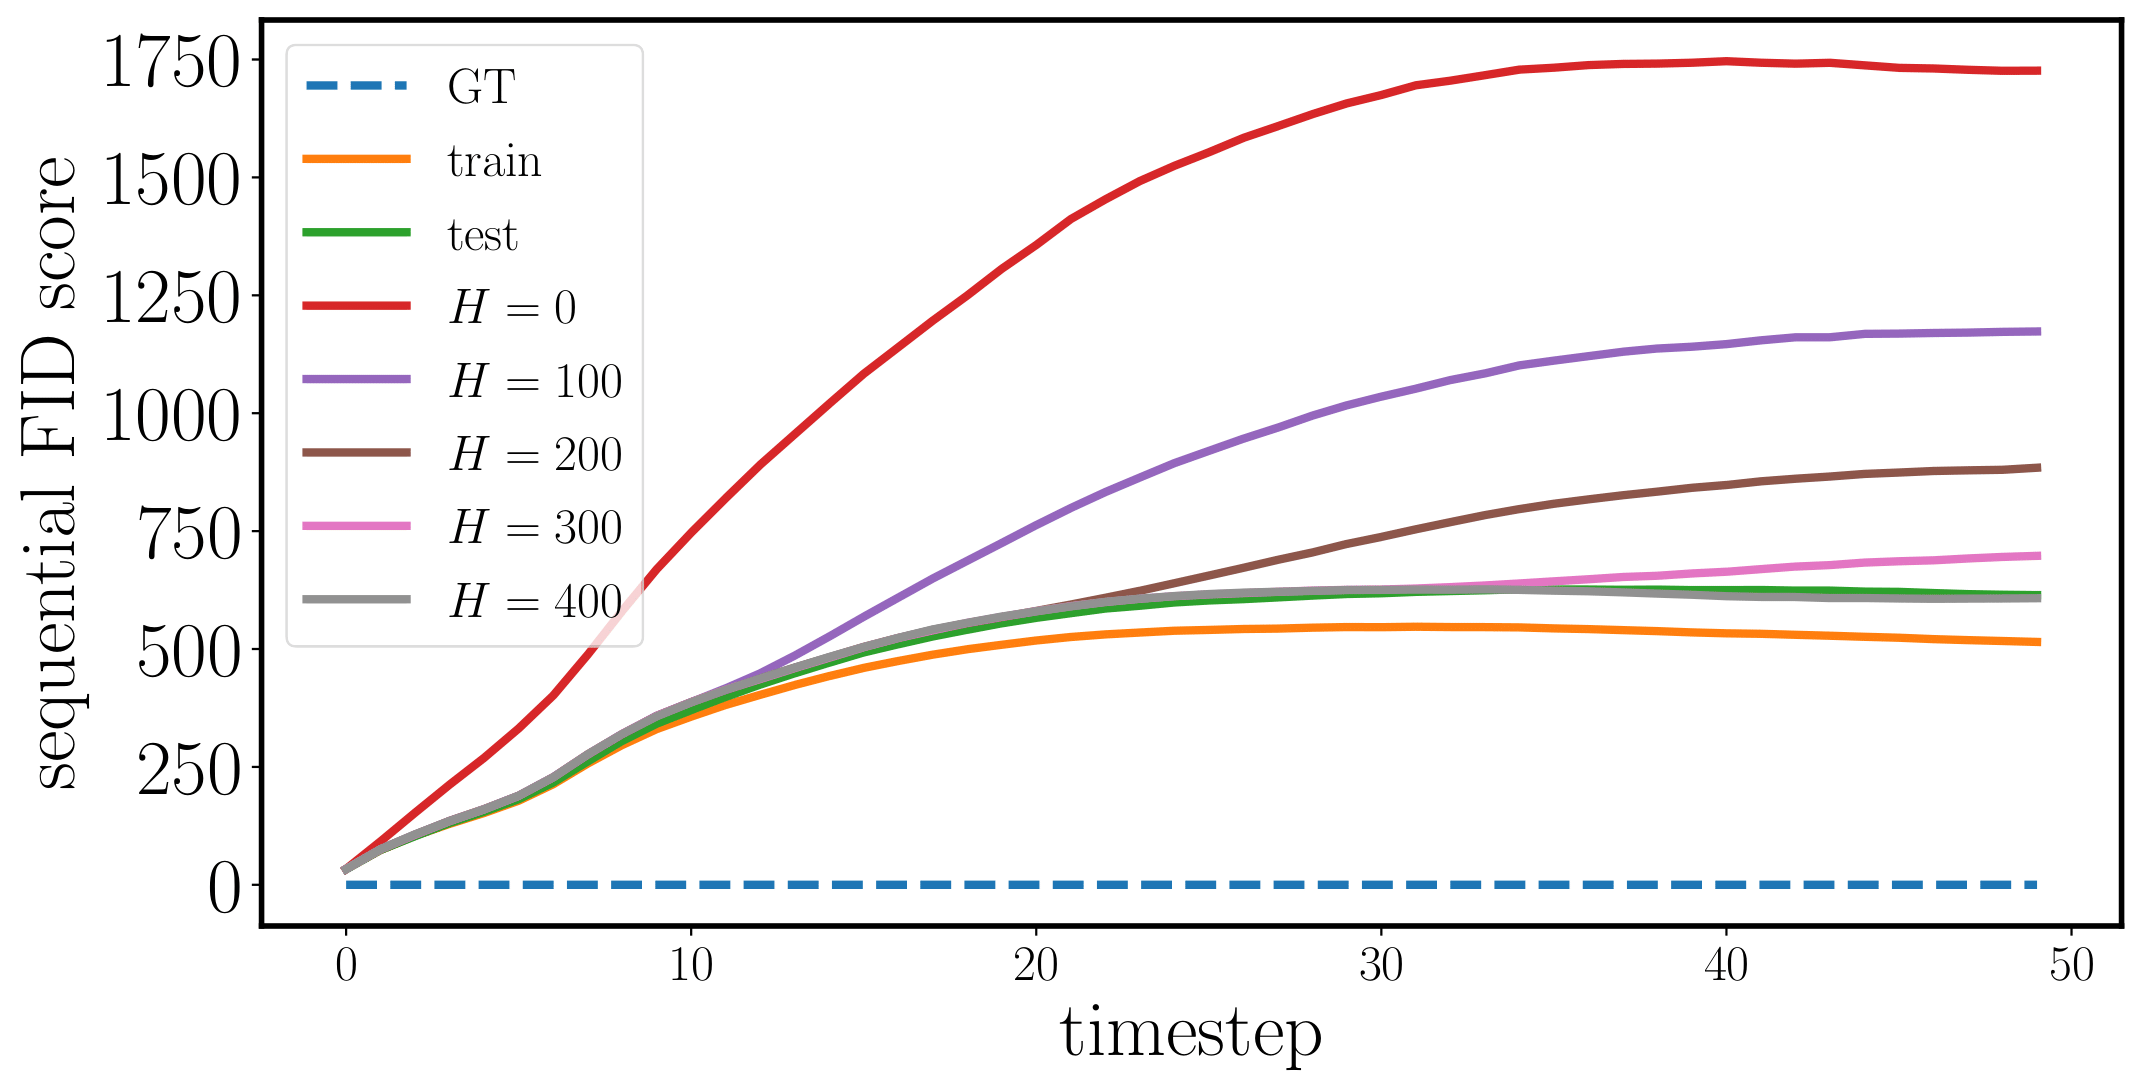 sequential FID score
1750
1500
1250
1000
750
500
250
0
GT
train
test
H = 0
H = 100
H = 200
H = 300
H = 400
0 10 20 30 40 50
timestep